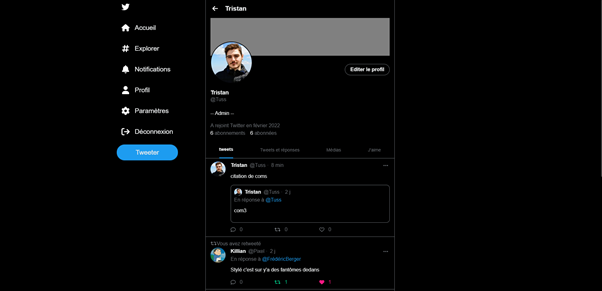 Tristan
Accueil
Explorer
Notifications
Profil
Paramètres
Déconnexion
Tweeter
Editer le profil
Tristan
@Tuss
-- Admin --
A rejoint Twitter en février 2022
6 abonnements 6 abonnées
tweets Tweets et réponses Médias J'aime
Tristan @Tuss · 6 min
citation de coms
Tristan @Tuss · 2 j
En réponse à @Tuss
com3
0 0 0
Vous avez retweeté
Killian @Pixel · 2 j
En réponse à @FrédéricBerger
Stylé c'est sur y'a des fantômes dedans
0 1 1